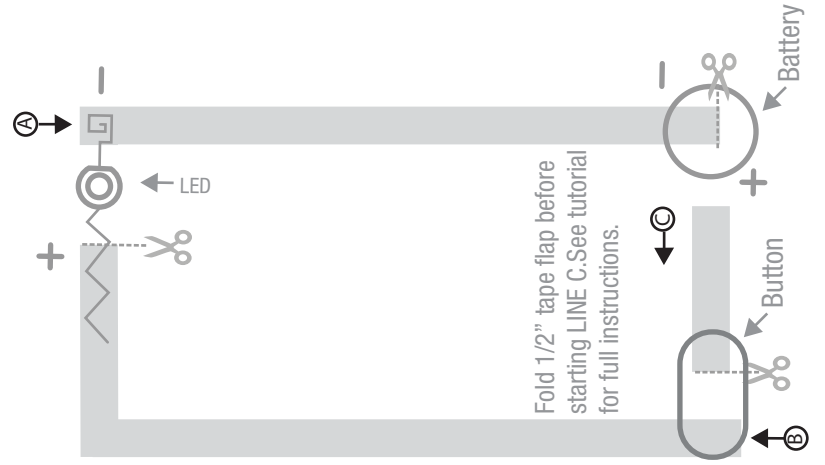 A
LED
Fold 1/2” tape flap before
starting LINE C.See tutorial
for full instructions.
C
Battery
Button
B